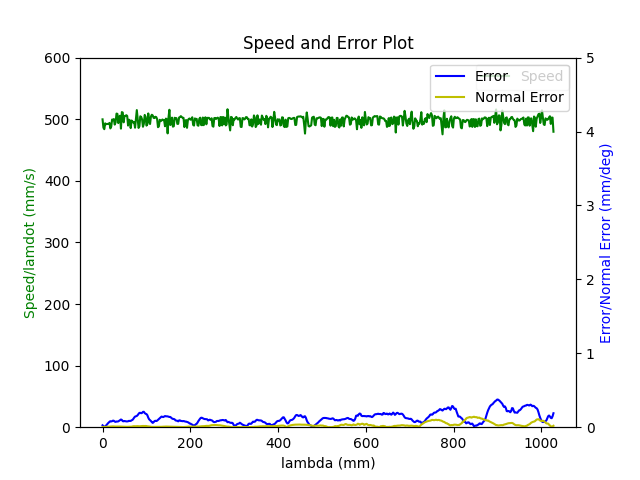 Speed and Error Plot
600
500
400
300
200
100
0
5
4
3
2
1
0
Speed/lamdot (mm/s)
Error/Normal Error (mm/deg)
Error
Speed
Normal Error
0
200
400
600
800
1000
lambda (mm)